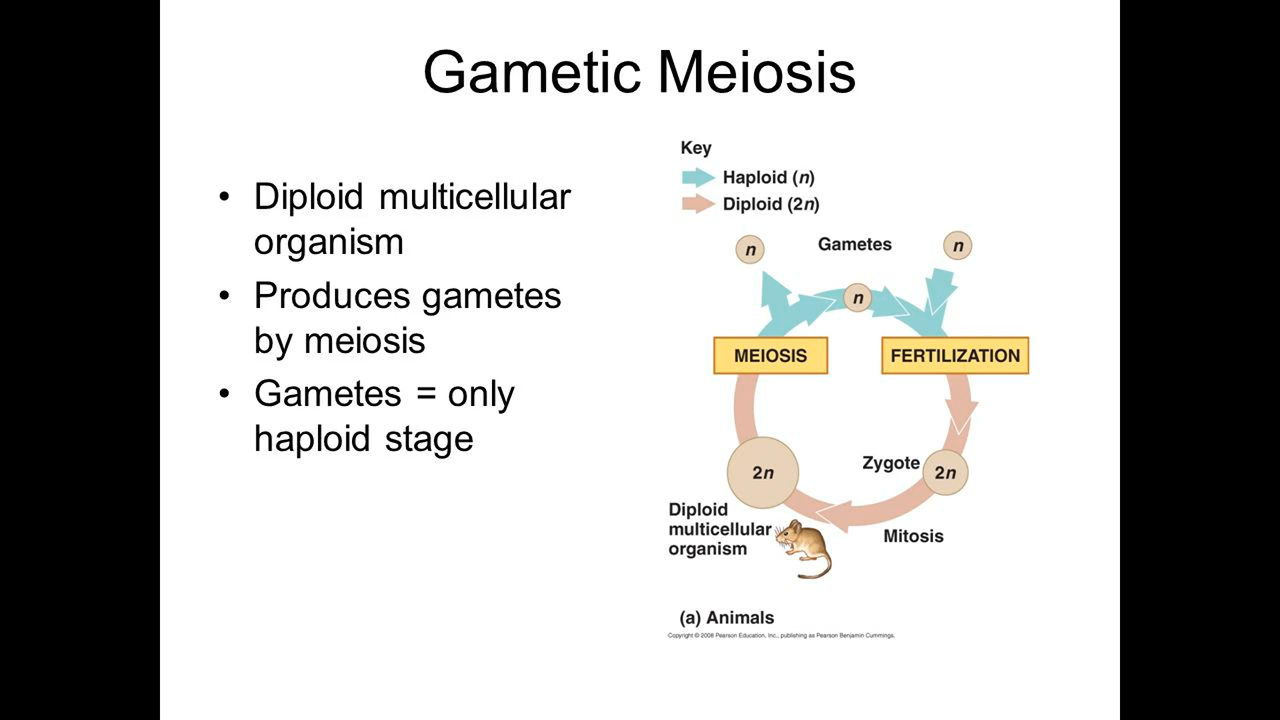 Gametic Meiosis
• Diploid multicellular
organism
• Produces gametes
by meiosis
• Gametes = only
haploid stage
Key
Haploid (n)
Diploid (2n)
n
Gametes
n
n
MEIOSIS
FERTILIZATION
2n
Zygote
2n
Diploid
multicellular
organism
Mitosis
(a) Animals
Copyright © 2008 Pearson Education, Inc., publishing as Pearson Benjamin Cummings.